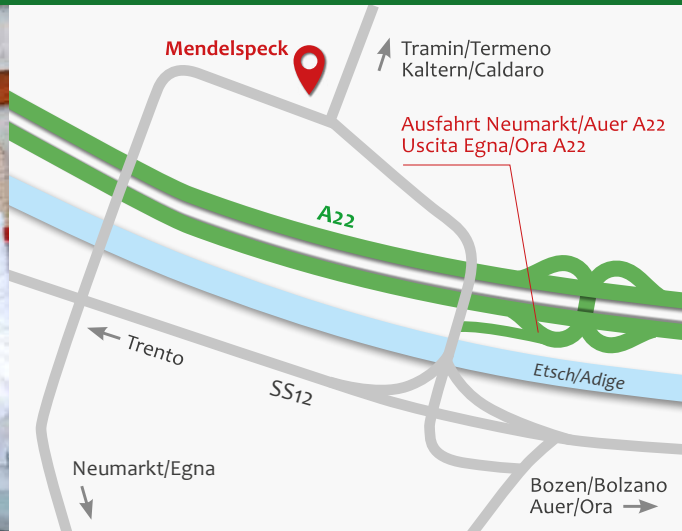 Mendelspeck
Tramin/Termeno
Kaltern/Caldaro
Ausfahrt Neumarkt/Auer A22
Uscita Egna/Ora A22
A22
Trento
Etsch/Adige
SS12
Neumarkt/Egna
Bozen/Bolzano
Auer/Ora